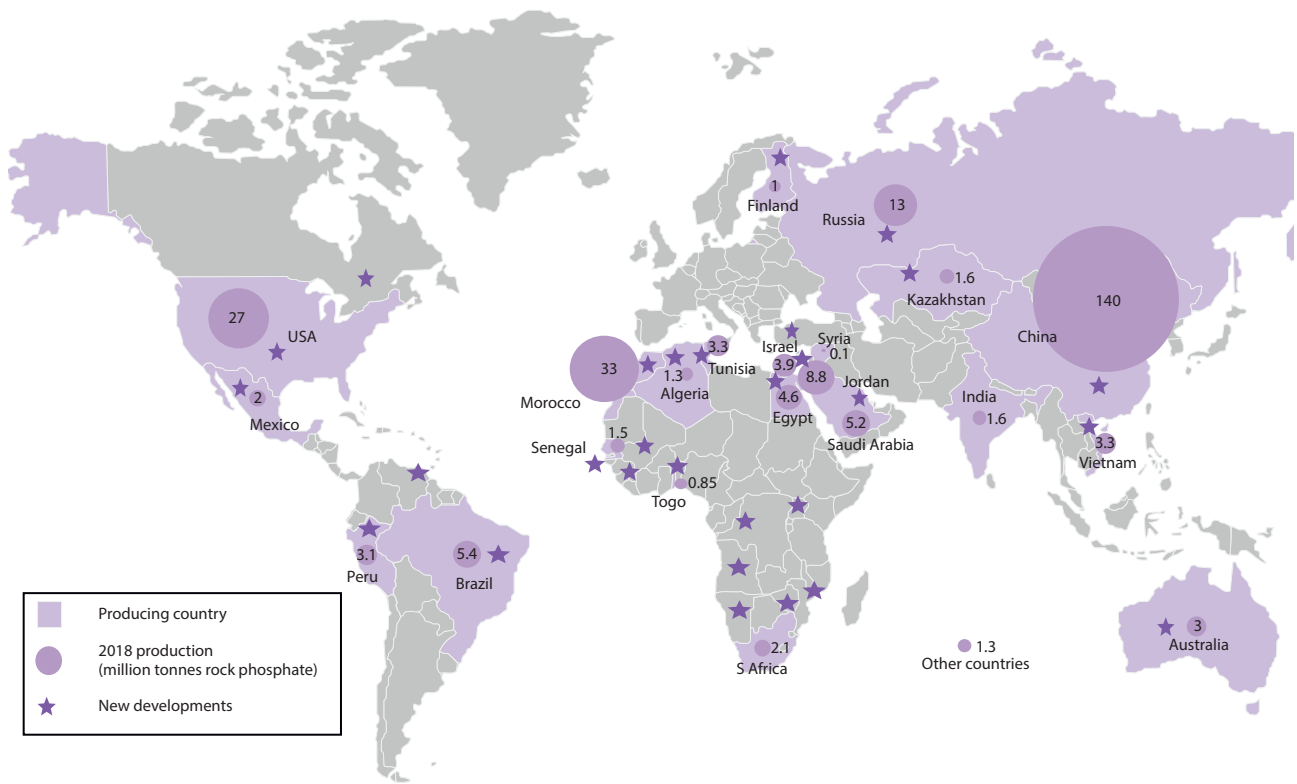 1
Finland
13
Russia
1.6
Kazakhstan
140
China
27
USA
2
Mexico
33
Morocco
3.3
Tunisia
1.3
Algeria
Israel
3.9
Syria
0.1
8.8
Jordan
4.6
Egypt
5.2
Saudi Arabia
India
1.6
3.3
Vietnam
1.5
Senegal
0.85
Togo
3.1
Peru
5.4
Brazil
2.1
S Africa
1.3
Other countries
3
Australia
Producing country
2018 production
(million tonnes rock phosphate)
New developments